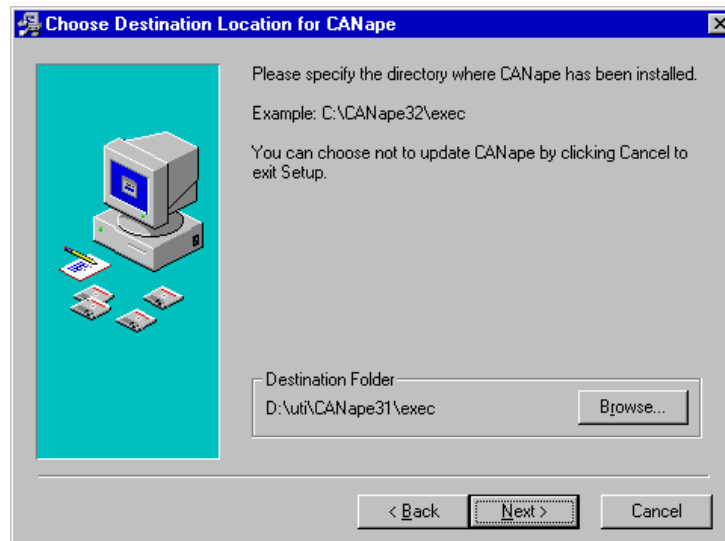 Choose Destination Location for CANape
Please specify the directory where CANape has been installed.
Example: C:\CANape32\exec
You can choose not to update CANape by clicking Cancel to
exit Setup.
Destination Folder
D:\uti\CANape31\exec
Browse...
< Back
Next >
Cancel